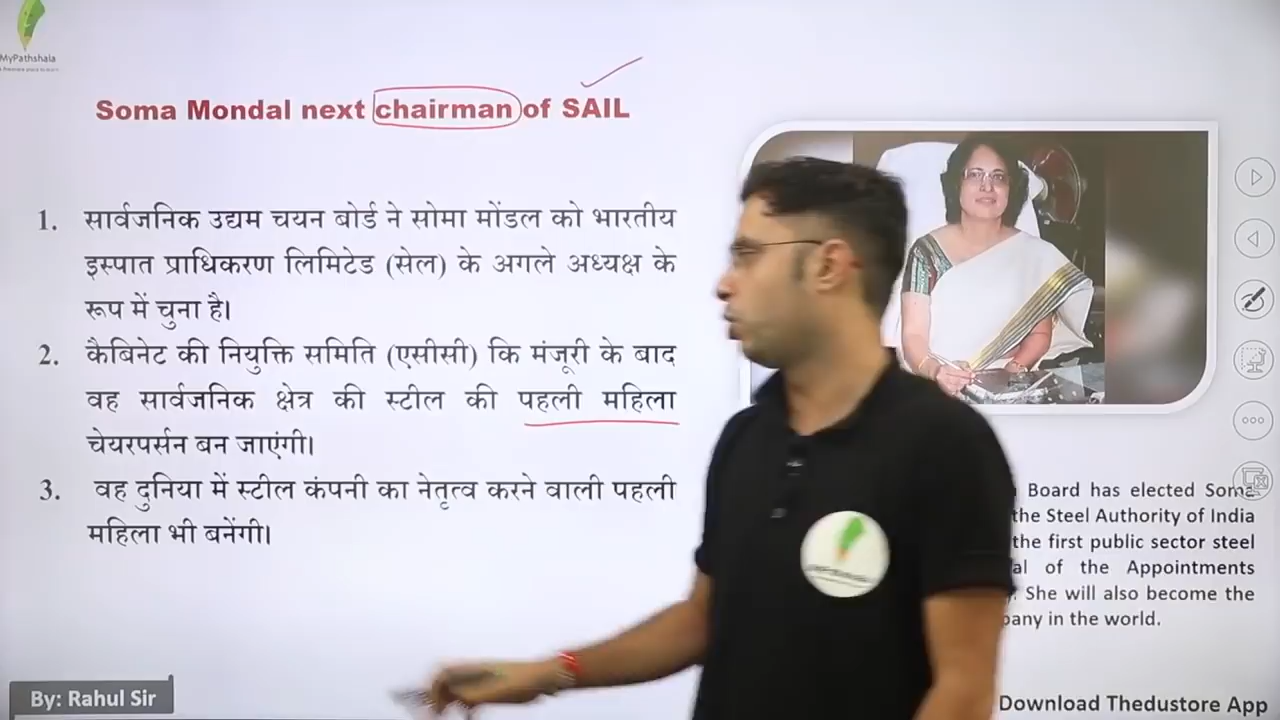 MyPathshala
Soma Mondal next chairman of SAIL
1. सार्वजनिक उद्यम चयन बोर्ड ने सोमा मोंडल को भारतीय
इस्पात प्राधिकरण लिमिटेड (सेल) के अगले अध्यक्ष के
रूप में चुना है।
2. कैबिनेट की नियुक्ति समिति (एसीसी) कि मंजूरी के बाद
वह सार्वजनिक क्षेत्र की स्टील की पहली महिला
चेयरपर्सन बन जाएंगी।
3. वह दुनिया में स्टील कंपनी का नेतृत्व करने वाली पहली
महिला भी बनेंगी।
Board has elected Soma
the Steel Authority of India
the first public sector steel
of the Appointments
She will also become the
in the world.
By: Rahul Sir
Download Thedustore App